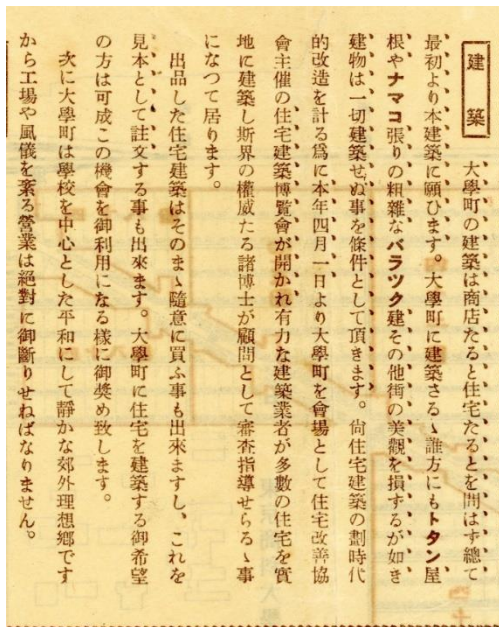 建築
大學町の建築は商店たると住宅たるとを問はず總て
最初より本建築に願ひます。大學町に建築さるゝ誰方にもトタン屋
根やナマコ張りの粗雜なバラツク建その他街の美觀を損するが如き
建物は一切建築せぬ事を條件として頂きます。尙住宅建築の劃時代
的改造を計る爲に本年四月一日より大學町を會場として住宅改善協
會主催の住宅建築博覽會が開かれ有力な建築業者が多數の住宅を實
地に建築し斯界の權威たる諸博士が顧問として審査指導せらるゝ事
になつて居ります。
出品した住宅建築はそのまゝ隨意に買ふ事も出來ますし、これを
見本として註文する事も出來ます。大學町に住宅を建築する御希望
の方は可成この機會を御利用になる樣に御奬め致します。
次に大學町は學校を中心とした平和にして靜かな郊外理想鄕です
から工場や風儀を紊る營業は絕對に御斷りせねばなりません。